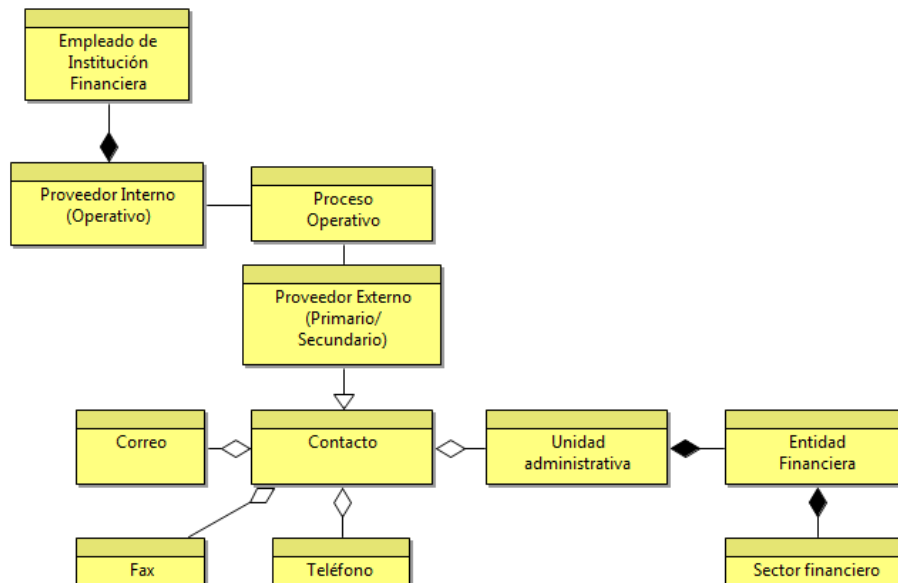 Empleado de
Institución
Financiera
Proveedor Interno
(Operativo)
Proceso
Operativo
Proveedor Externo
(Primario/
Secundario)
Correo
Contacto
Unidad
administrativa
Entidad
Financiera
Fax
Teléfono
Sector financiero